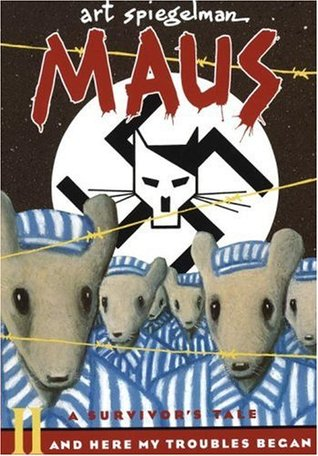 art spiegelman
MAUS
A SURVIVOR'S TALE
II
AND HERE MY TROUBLES BEGAN